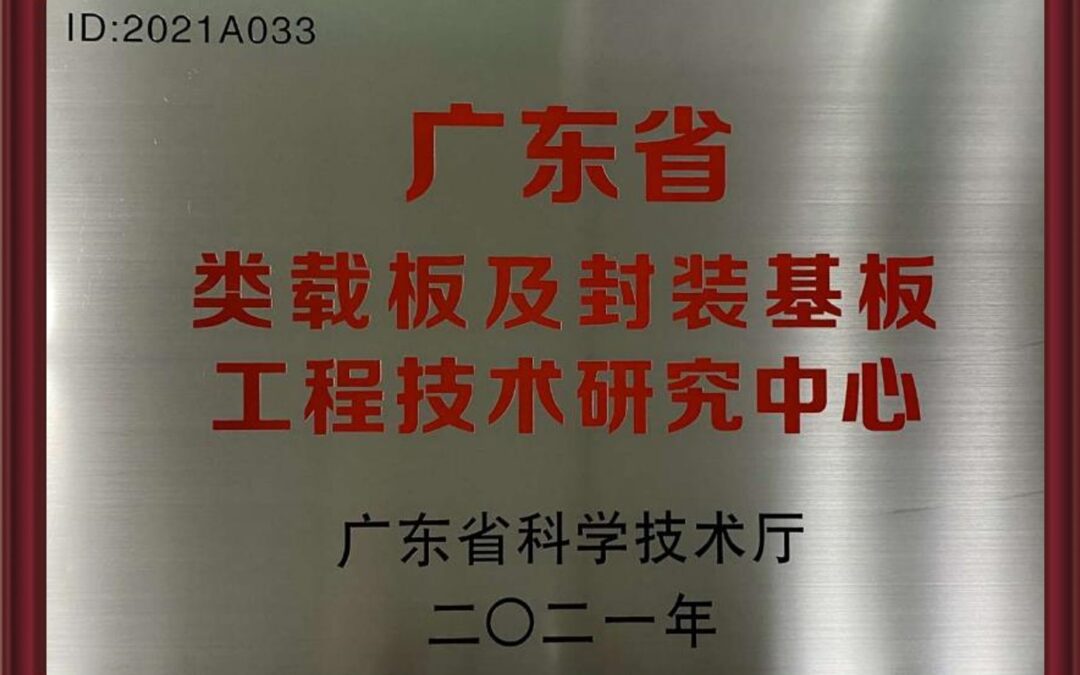 ID:2021A033
广东省
类载板及封装基板
工程技术研究中心
广东省科学技术厅
二〇二一年